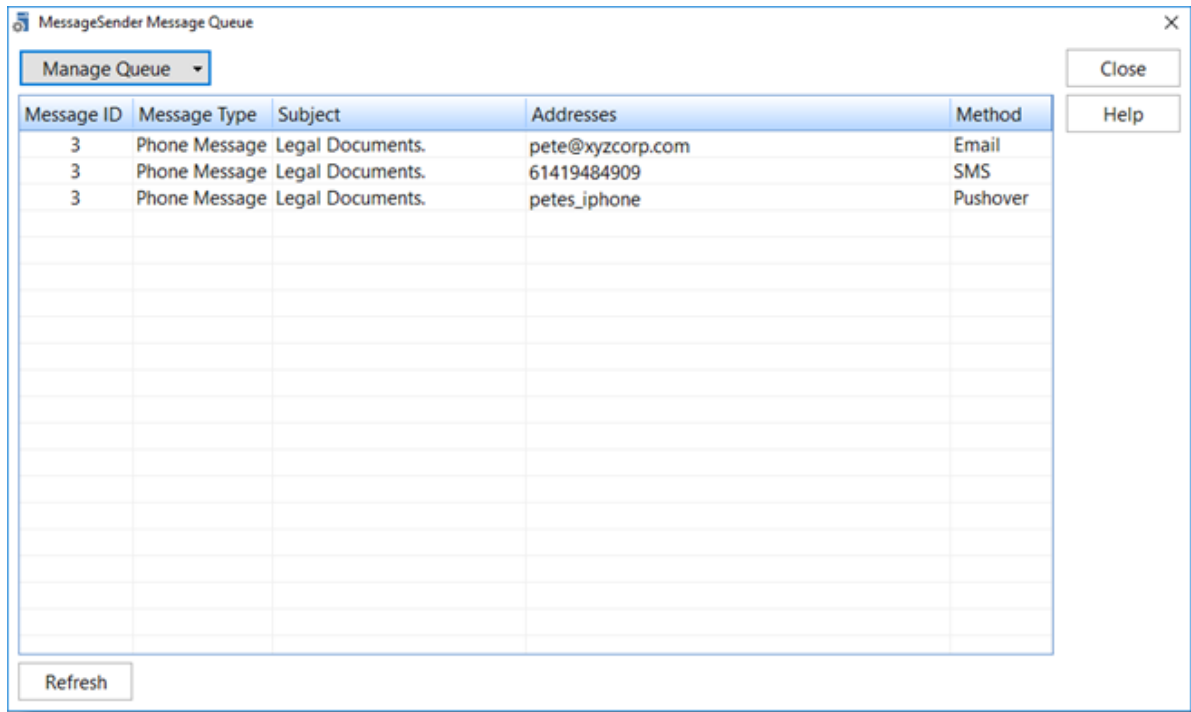 MessageSender Message Queue
Manage Queue
Close
Message ID Message Type Subject Addresses Method
Help
3 Phone Message Legal Documents. pete@xyzcorp.com Email
3 Phone Message Legal Documents. 61419484909 SMS
3 Phone Message Legal Documents. petes_iphone Pushover
Refresh